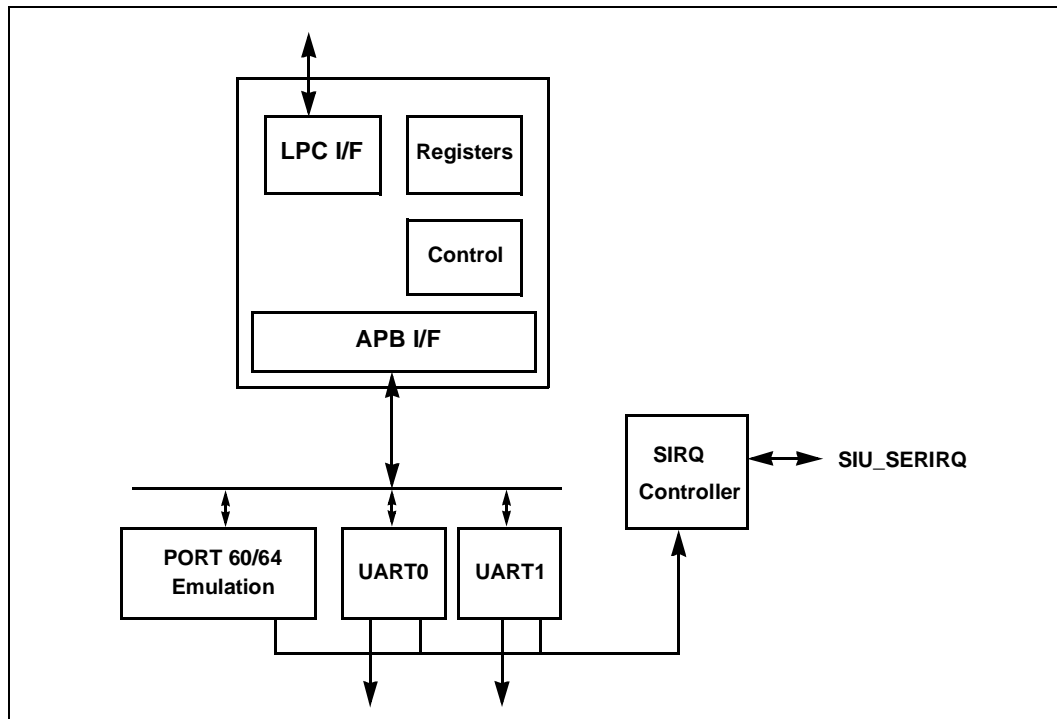 LPC I/F
Registers
Control
APB I/F
SIRQ
Controller
SIU_SERIRQ
PORT 60/64
Emulation
UART0
UART1